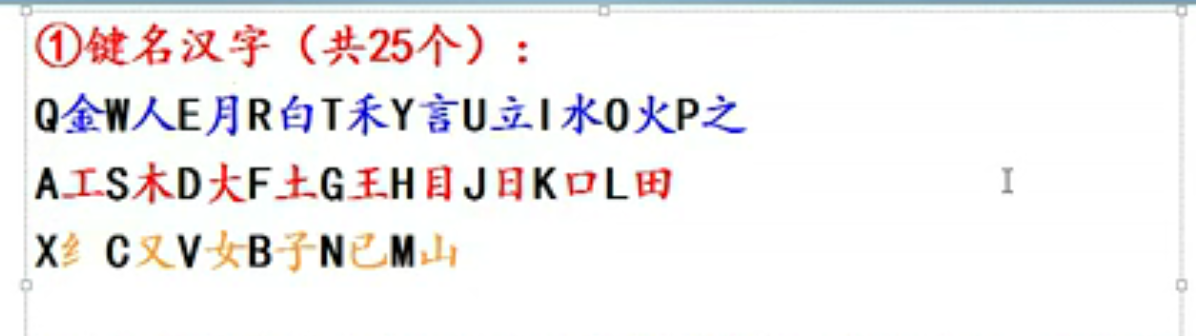 ①键名汉字（共25个）：
Q金W人E月R白T禾Y言U立I水O火P之
A工S木D大F土G王H目J日K口L田
X纟 C又V女B子N已M山